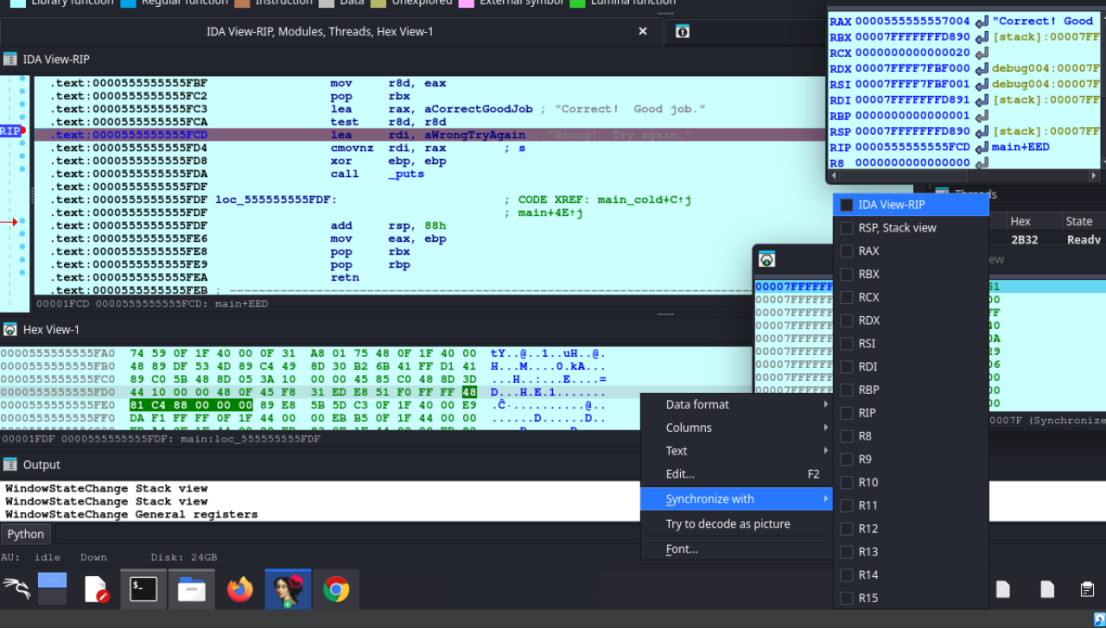 Library function Regular function Instruction Data Unexplored External symbol Lumina function
IDA View-RIP, Modules, Threads, Hex View-1
IDA View-RIP
.text:0000555555555FBF mov r8d, eax
.text:0000555555555FC2 pop rbx
.text:0000555555555FC3 lea rax, aCorrectGoodJob ; "Correct! Good job."
.text:0000555555555FCA test r8d, r8d
RIP .text:0000555555555FCD lea rdi, aWrongTryAgain ; "Wrong! Try again."
.text:0000555555555FD4 cmovnz rdi, rax ; s
.text:0000555555555FD8 xor ebp, ebp
.text:0000555555555FDA call _puts
.text:0000555555555FDF
.text:0000555555555FDF loc_555555555FDF: ; CODE XREF: main_cold+C↑j
.text:0000555555555FDF ; main+4E↑j
.text:0000555555555FDF add rsp, 88h
.text:0000555555555FE6 mov eax, ebp
.text:0000555555555FE8 pop rbx
.text:0000555555555FE9 pop rbp
.text:0000555555555FEA retn
.text:0000555555555FEB ; ---------------------------------------------------------------
00001FCD 0000555555555FCD: main+EED
RAX 0000555555557004 "Correct! Good
RBX 00007FFFFFFFD890 [stack]:00007FF
RCX 0000000000000020
RDX 00007FFFF7FBF000 debug004:00007F
RSI 00007FFFF7FBF001 debug004:00007F
RDI 00007FFFFFFFD891 [stack]:00007FF
RBP 0000000000000001
RSP 00007FFFFFFFD890 [stack]:00007FF
RIP 0000555555555FCD main+EED
R8 0000000000000000
Threads
Hex State
2B32 Ready
Hex View-1
0000555555555FA0 74 59 0F 1F 40 00 0F 31 A8 01 75 48 0F 1F 40 00 tY..@..1..uH..@.
0000555555555FB0 48 89 DF 53 4D 89 C4 49 8D 30 B2 6B 41 FF D1 41
0000555555555FC0 89 C0 5B 48 8D 05 3A 10 00 00 45 85 C0 48 8D 3D
0000555555555FD0 44 10 00 00 48 0F 45 F8 31 ED E8 51 F0 FF FF 48
0000555555555FE0 81 C4 88 00 00 00 89 E8 5B 5D C3 0F 1F 40 00 E9
DA F1 FF FF 0F 1F 44 00 00 EB B5 0F 1F 44 00 00
00001FDF 0000555555555FDF: main:loc_555555555FDF
00007FFFFFF
0007F (Synchronize
Data format
Columns
Text
Edit... F2
Synchronize with
Try to decode as picture
Font...
IDA View-RIP
RSP, Stack view
RAX
RBX
RCX
RDX
RSI
RDI
RBP
RIP
R8
R9
R10
R11
R12
R13
R14
R15
Output
WindowStateChange Stack view
WindowStateChange Stack view
WindowStateChange General registers
Python
AU: idle Down Disk: 24GB